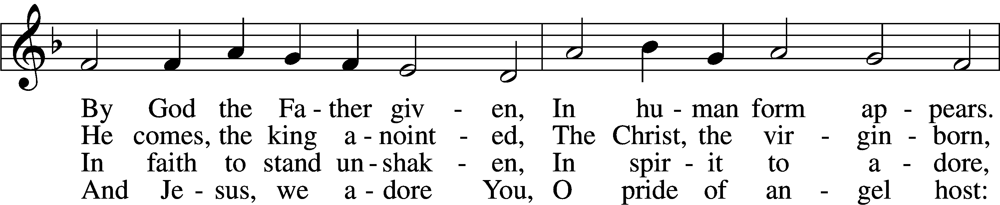 By God the Fa - ther giv - en, In hu - man form ap - pears.
He comes, the king a - noint - ed, The Christ, the vir - gin - born,
In faith to stand un - shak - en, In spir - it to a - dore,
And Je - sus, we a - dore You, O pride of an - gel host: